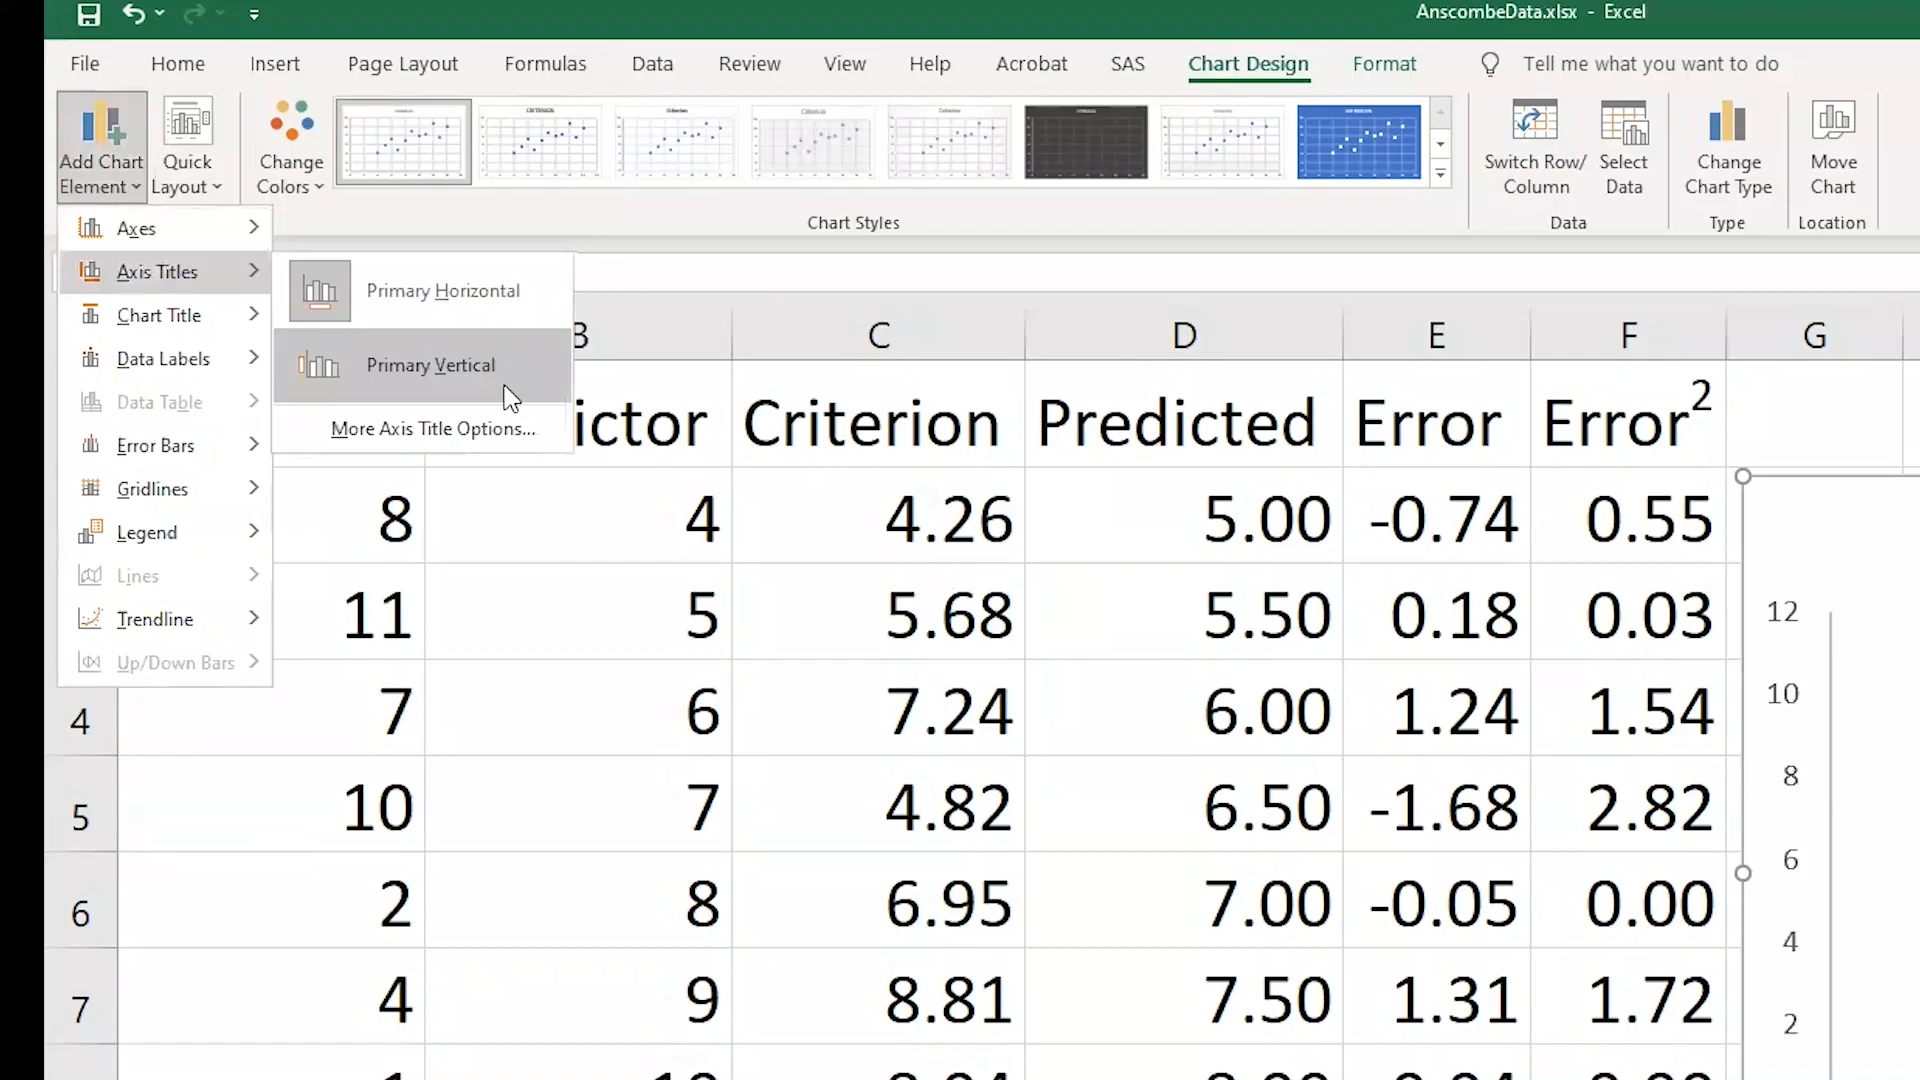 AnscombeData.xlsx - Excel
File Home Insert Page Layout Formulas Data Review View Help Acrobat SAS Chart Design Format Tell me what you want to do
Add Chart Element
Quick Layout
Change Colors
Switch Row/ Column
Select Data
Change Chart Type
Move Chart
Chart Styles Data Type Location
Axes
Axis Titles
Chart Title
Data Labels
Data Table
Error Bars
Gridlines
Legend
Lines
Trendline
Up/Down Bars
Primary Horizontal
Primary Vertical
More Axis Title Options...
B C D E F G
ictor Criterion Predicted Error Error²
8 4 4.26 5.00 -0.74 0.55
11 5 5.68 5.50 0.18 0.03
4 7 6 7.24 6.00 1.24 1.54
5 10 7 4.82 6.50 -1.68 2.82
6 2 8 6.95 7.00 -0.05 0.00
7 4 9 8.81 7.50 1.31 1.72
12
10
8
6
4
2